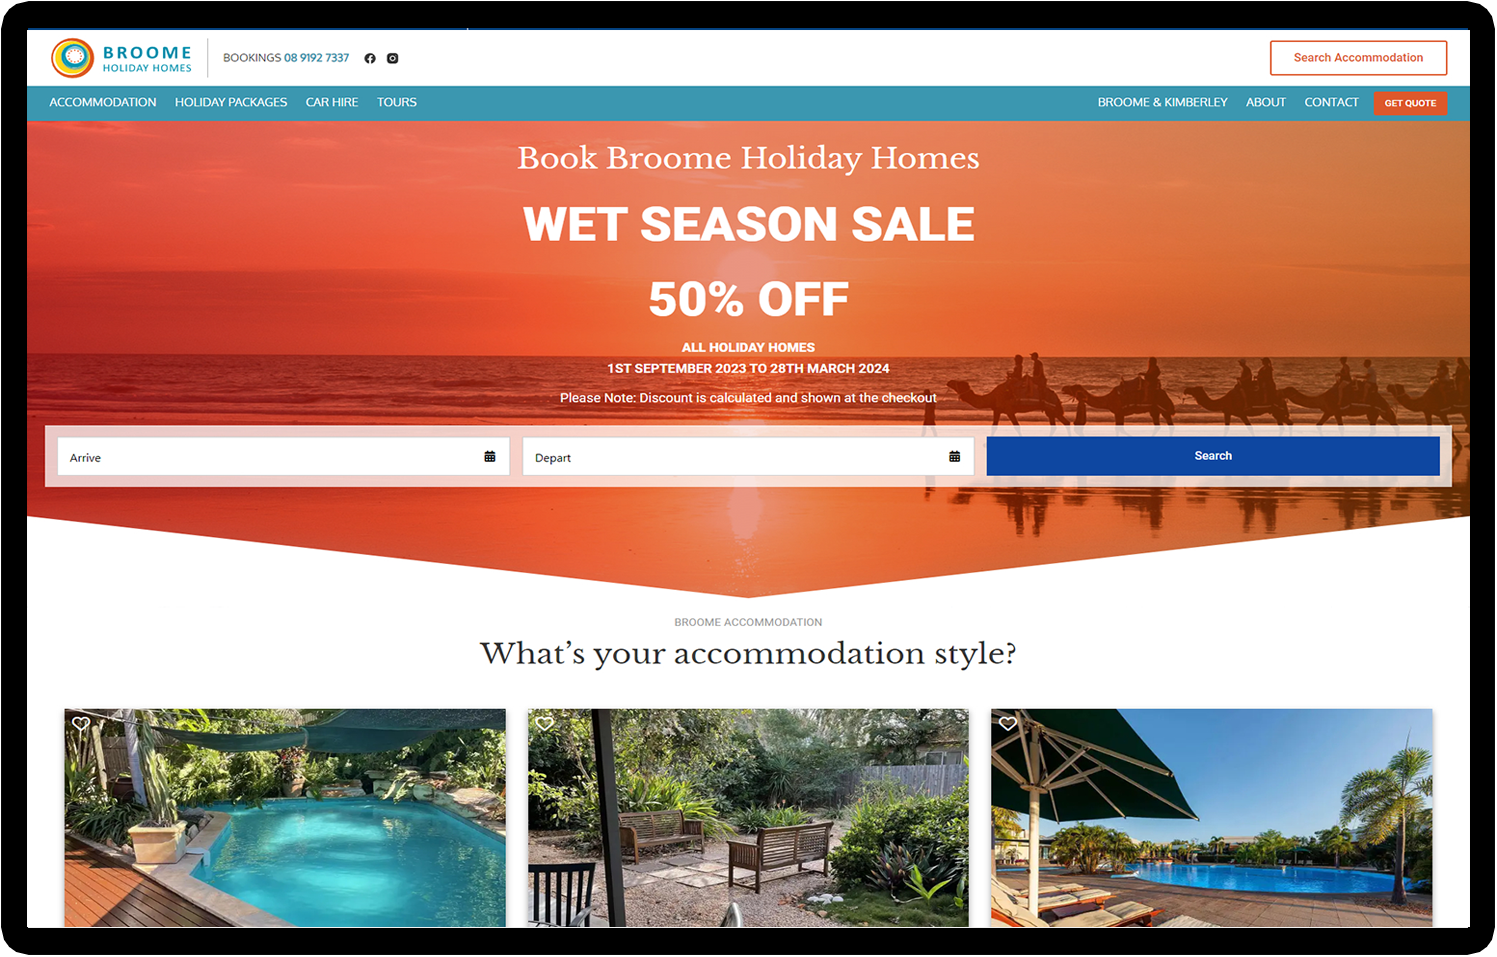 BROOME
HOLIDAY HOMES
BOOKINGS 08 9192 7337
Search Accommodation
ACCOMMODATION HOLIDAY PACKAGES CAR HIRE TOURS
BROOME & KIMBERLEY ABOUT CONTACT GET QUOTE
Book Broome Holiday Homes
WET SEASON SALE
50% OFF
ALL HOLIDAY HOMES
1ST SEPTEMBER 2023 TO 28TH MARCH 2024
Please Note: Discount is calculated and shown at the checkout
Arrive
Depart
Search
BROOME ACCOMMODATION
What's your accommodation style?